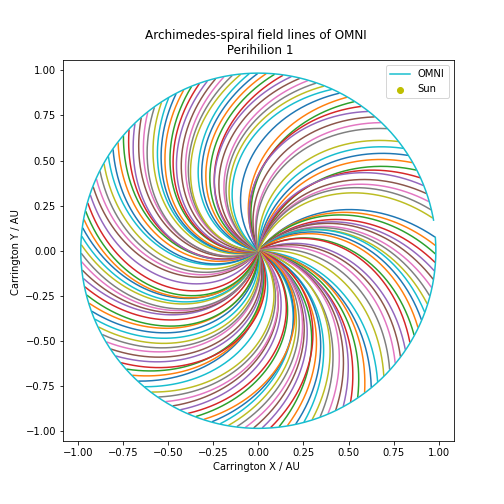 Archimedes-spiral field lines of OMNI
Perihilion 1
OMNI
Sun
1.00
0.75
0.50
0.25
0.00
−0.25
−0.50
−0.75
−1.00
Carrington Y / AU
−1.00 −0.75 −0.50 −0.25 0.00 0.25 0.50 0.75 1.00
Carrington X / AU